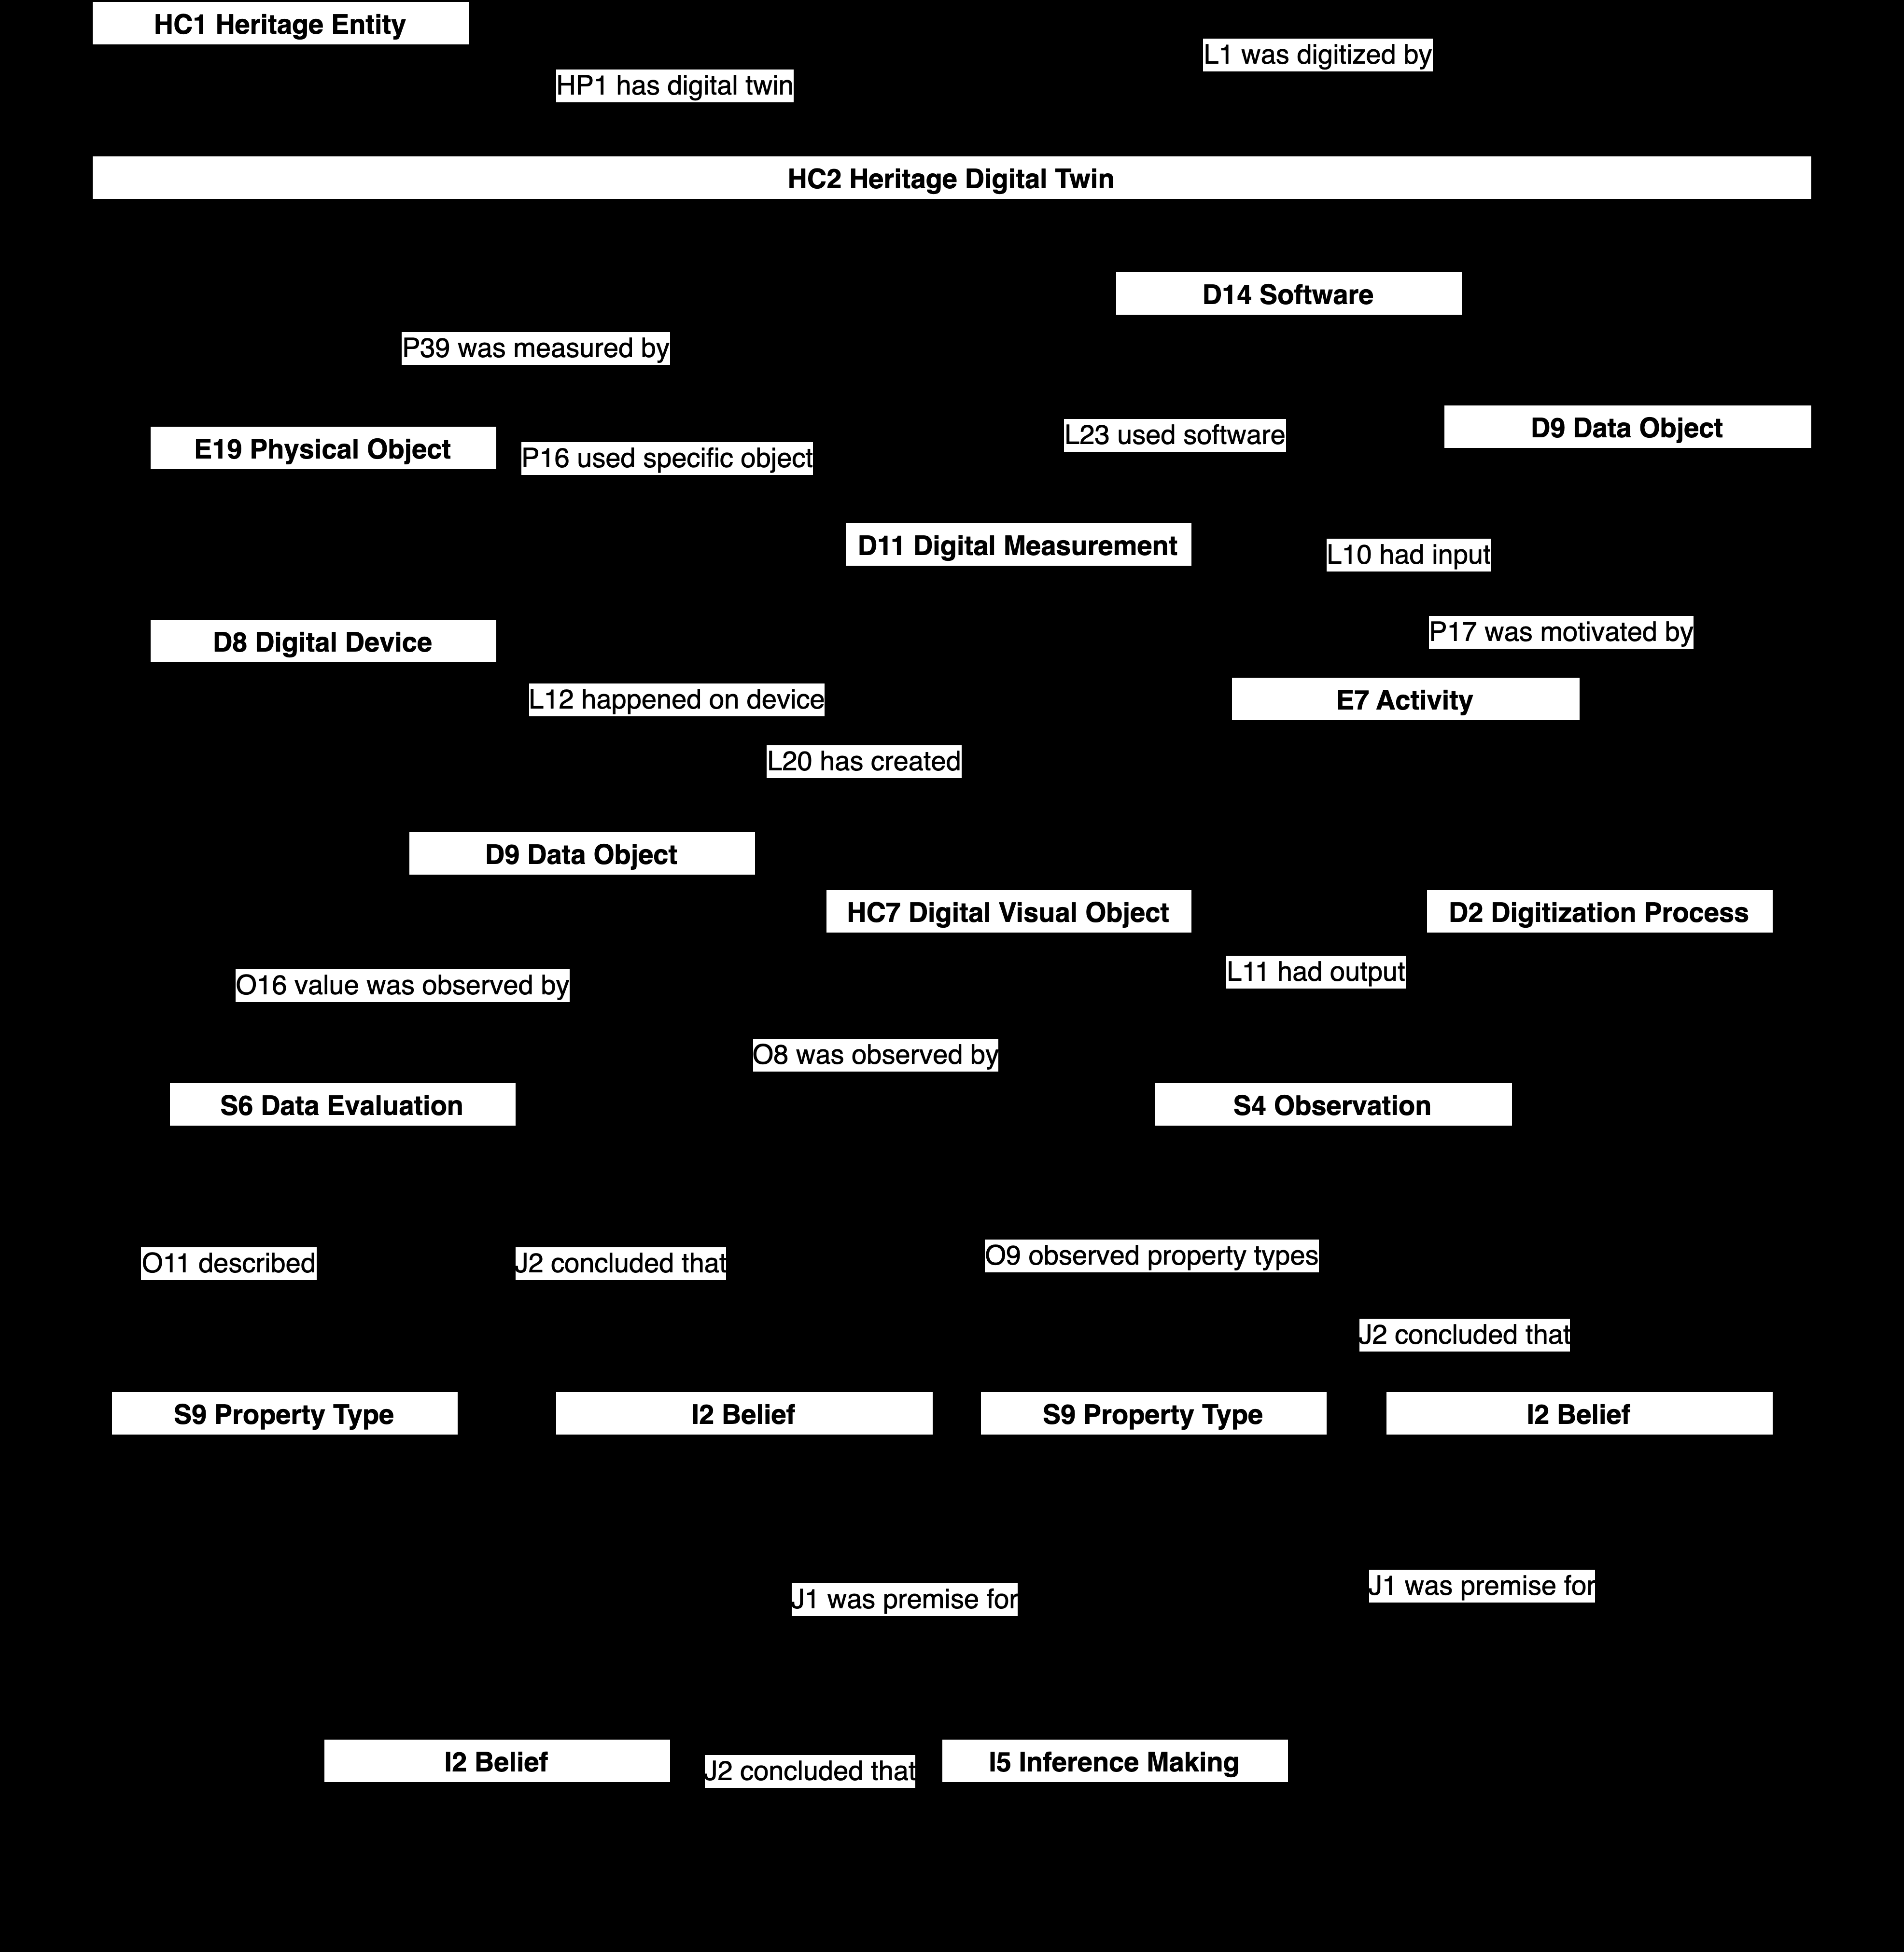 HC1 Heritage Entity
L1 was digitized by
HP1 has digital twin
HC2 Heritage Digital Twin
D14 Software
P39 was measured by
D9 Data Object
L23 used software
E19 Physical Object
P16 used specific object
D11 Digital Measurement
L10 had input
P17 was motivated by
D8 Digital Device
L12 happened on device
E7 Activity
L20 has created
D9 Data Object
HC7 Digital Visual Object
D2 Digitization Process
L11 had output
O16 value was observed by
O8 was observed by
S6 Data Evaluation
S4 Observation
O9 observed property types
O11 described
J2 concluded that
J2 concluded that
S9 Property Type
I2 Belief
S9 Property Type
I2 Belief
J1 was premise for
J1 was premise for
I2 Belief
J2 concluded that
I5 Inference Making